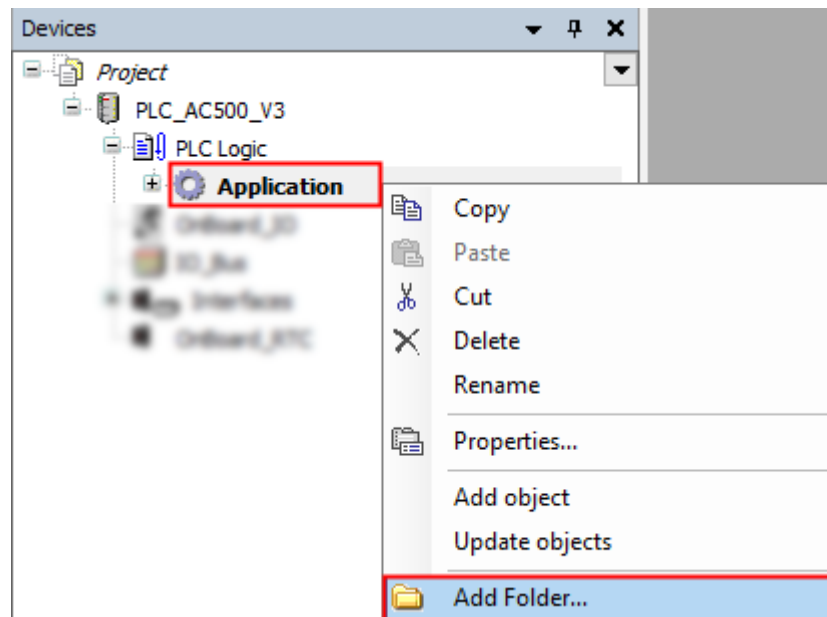 Devices
Project
PLC_AC500_V3
PLC Logic
Application
Copy
Paste
Cut
Delete
Rename
Properties...
Add object
Update objects
Add Folder...